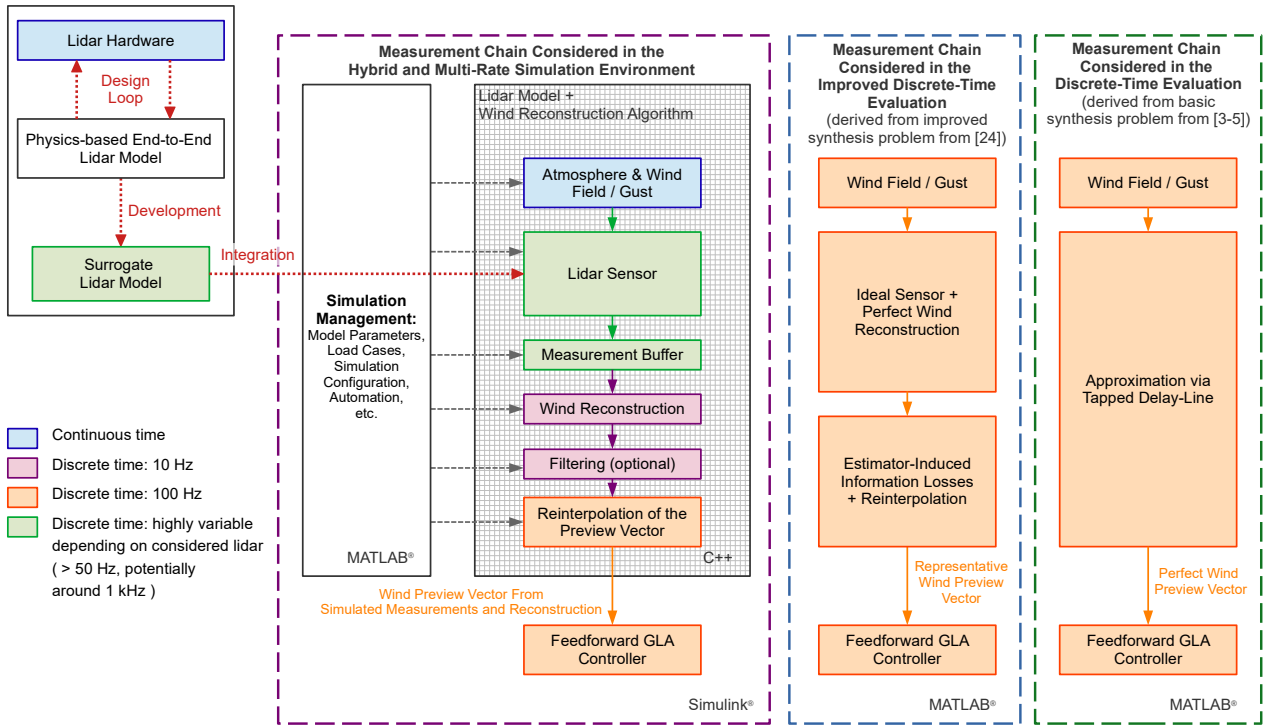 Lidar Hardware
Design
Loop
Physics-based End-to-End
Lidar Model
Development
Surrogate
Lidar Model
Integration
Continuous time
Discrete time: 10 Hz
Discrete time: 100 Hz
Discrete time: highly variable
depending on considered lidar
( > 50 Hz, potentially
around 1 kHz )
Measurement Chain Considered in the
Hybrid and Multi-Rate Simulation Environment
Simulation
Management:
Model Parameters,
Load Cases,
Simulation
Configuration,
Automation,
etc.
MATLAB®
Lidar Model +
Wind Reconstruction Algorithm
Atmosphere & Wind
Field / Gust
Lidar Sensor
Measurement Buffer
Wind Reconstruction
Filtering (optional)
Reinterpolation of the
Preview Vector
C++
Wind Preview Vector From
Simulated Measurements and Reconstruction
Feedforward GLA
Controller
Simulink®
Measurement Chain
Considered in the
Improved Discrete-Time
Evaluation
(derived from improved
synthesis problem from [24])
Wind Field / Gust
Ideal Sensor +
Perfect Wind
Reconstruction
Estimator-Induced
Information Losses
+ Reinterpolation
Representative
Wind Preview
Vector
Feedforward GLA
Controller
MATLAB®
Measurement Chain
Considered in the
Discrete-Time Evaluation
(derived from basic
synthesis problem from [3-5])
Wind Field / Gust
Approximation via
Tapped Delay-Line
Perfect Wind
Preview Vector
Feedforward GLA
Controller
MATLAB®